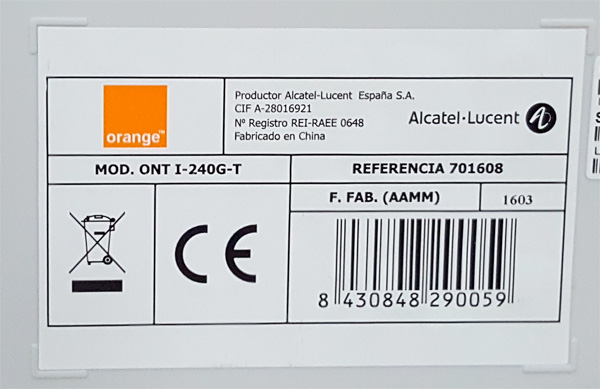 orange™
Productor Alcatel-Lucent España S.A.
CIF A-28016921
Nº Registro REI-RAEE 0648
Fabricado en China
Alcatel·Lucent
MOD. ONT I-240G-T
REFERENCIA 701608
F. FAB. (AAMM)
1603
CE
8 430848 290059